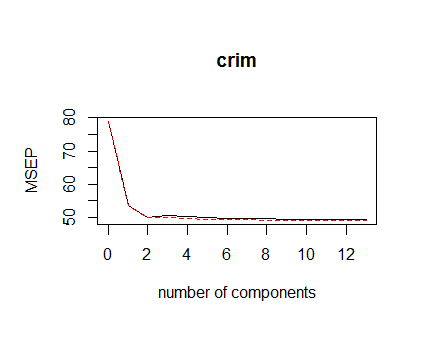 crim
MSEP
50 60 70 80
0 2 4 6 8 10 12
number of components